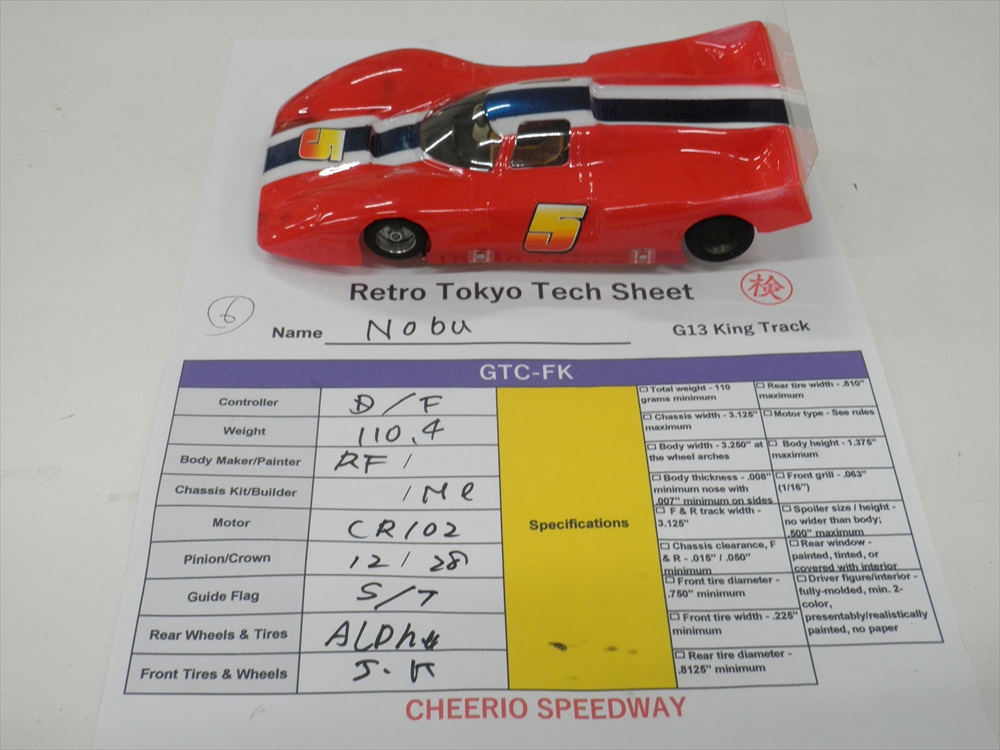 5
5
Retro Tokyo Tech Sheet
検
6
Name Nobu
G13 King Track
GTC-FK
Controller D/F
Weight 110.4
Body Maker/Painter RF /
Chassis Kit/Builder / Me
Motor CR102
Pinion/Crown 12/28
Guide Flag S/T
Rear Wheels & Tires ALPha
Front Tires & Wheels J-K
Specifications
☐ Total weight - 110
grams minimum
☐ Rear tire width - .810"
maximum
☐ Chassis width - 3.125"
maximum
☐ Motor type - See rules
☐ Body width - 3.250" at
the wheel arches
☐ Body height - 1.375"
maximum
☐ Body thickness - .008"
minimum nose with
.007" minimum on sides
☐ Front grill - .063"
(1/16")
☐ F & R track width -
3.125"
☐ Spoiler size / height -
no wider than body;
.500" maximum
☐ Chassis clearance, F
& R - .015" / .050"
minimum
☐ Rear window -
painted, tinted, or
covered with interior
☐ Front tire diameter -
.750" minimum
☐ Driver figure/interior -
fully-molded, min. 2-
color,
presentably/realistically
painted, no paper
☐ Front tire width - .225"
minimum
☐ Rear tire diameter -
.8125" minimum
CHEERIO SPEEDWAY